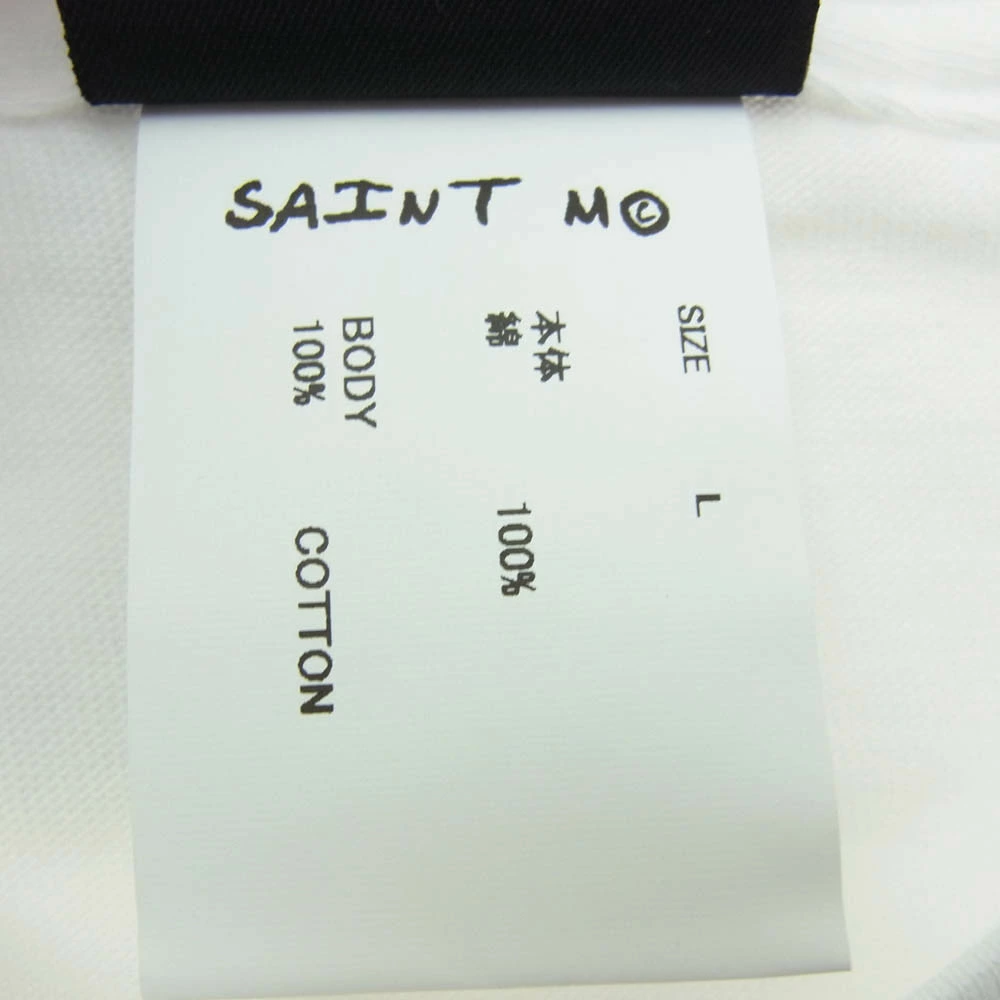 SAINT M©
SIZE L
本体
綿 100%
BODY
100% COTTON